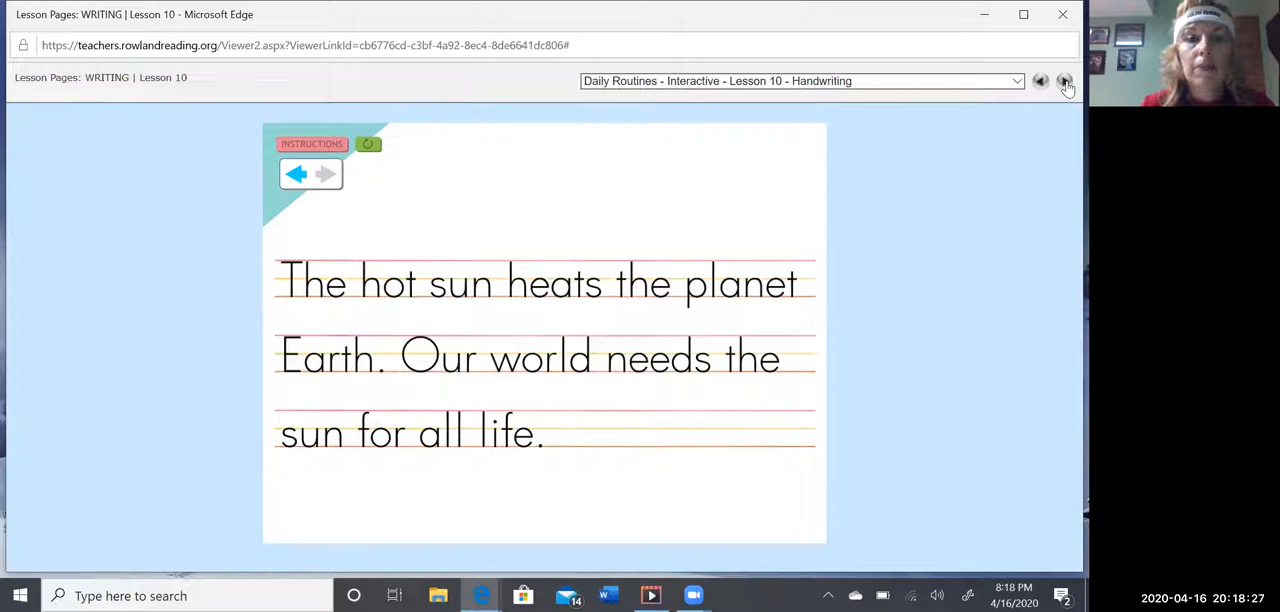 Lesson Pages: WRITING | Lesson 10 - Microsoft Edge
https://teachers.rowlandreading.org/Viewer2.aspx?ViewerLinkId=cb6776cd-c3bf-4a92-8ec4-8de6641dc806#
Lesson Pages: WRITING | Lesson 10
Daily Routines - Interactive - Lesson 10 - Handwriting
INSTRUCTIONS
The hot sun heats the planet
Earth. Our world needs the
sun for all life.
Type here to search
14
8:18 PM
4/16/2020
2
2020-04-16 20:18:27